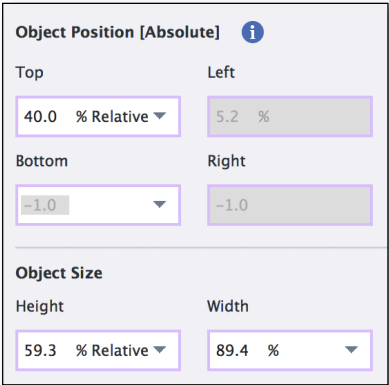 Object Position [Absolute] i
Top Left
40.0 % Relative 5.2 %
Bottom Right
-1.0 -1.0
Object Size
Height Width
59.3 % Relative 89.4 %